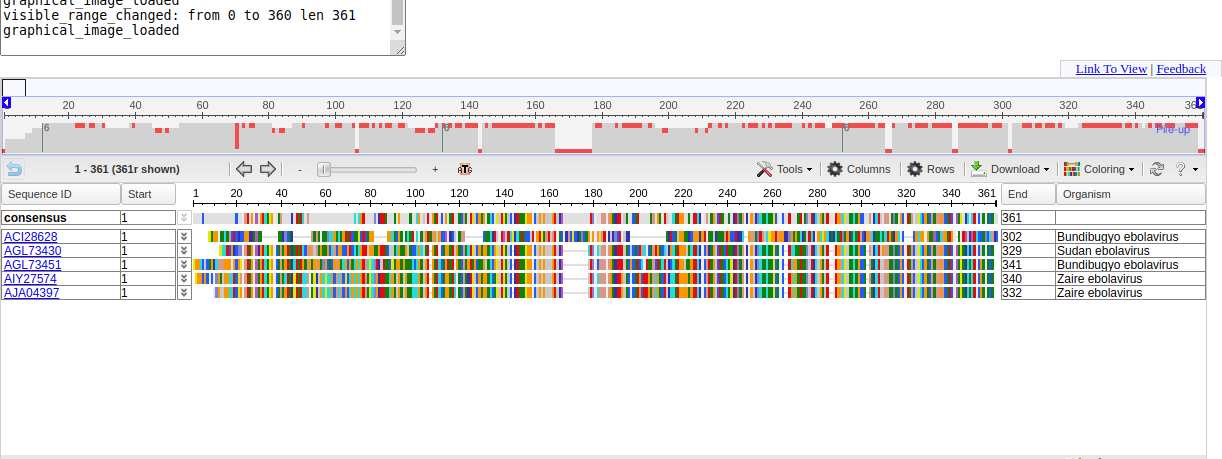 graphical_image_loaded
visible_range_changed: from 0 to 360 len 361
graphical_image_loaded
Link To View | Feedback
20 40 60 80 100 120 140 160 180 200 220 240 260 280 300 320 340 36
6
Pile-up
1 - 361 (361r shown) - + ATG Tools Columns Rows Download Coloring ?
Sequence ID Start 1 20 40 60 80 100 120 140 160 180 200 220 240 260 280 300 320 340 361 End Organism
consensus 1 361
ACI28628 1 302 Bundibugyo ebolavirus
AGL73430 1 329 Sudan ebolavirus
AGL73451 1 341 Bundibugyo ebolavirus
AIY27574 1 340 Zaire ebolavirus
AJA04397 1 332 Zaire ebolavirus